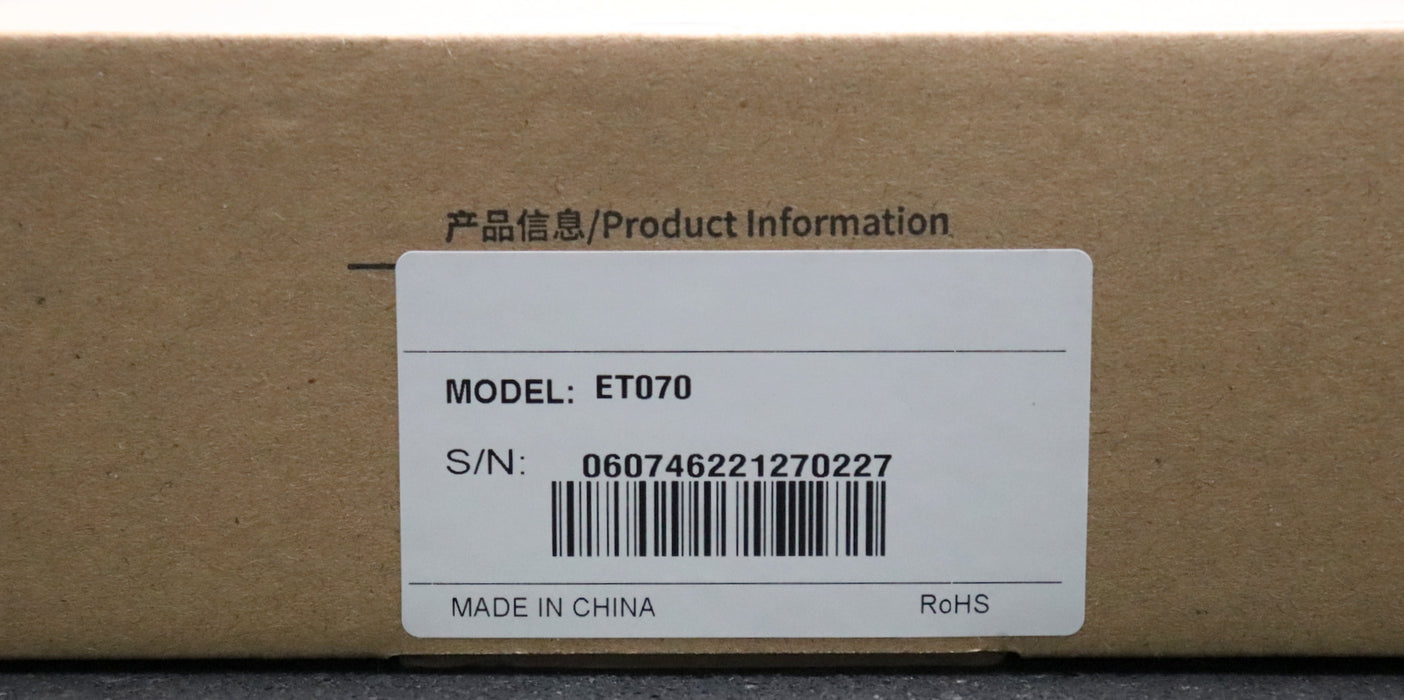 产品信息/Product Information
MODEL: ET070
S/N: 060746221270227
MADE IN CHINA RoHS